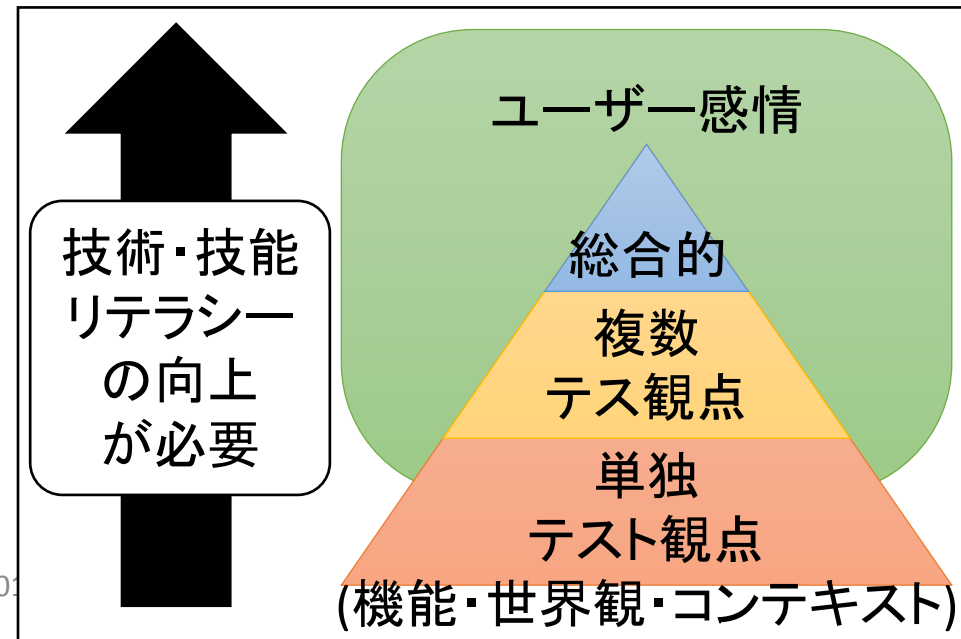 ユーザー感情
総合的
複数
テス観点
単独
テスト観点
(機能・世界観・コンテキスト)
技術・技能
リテラシー
の向上
が必要